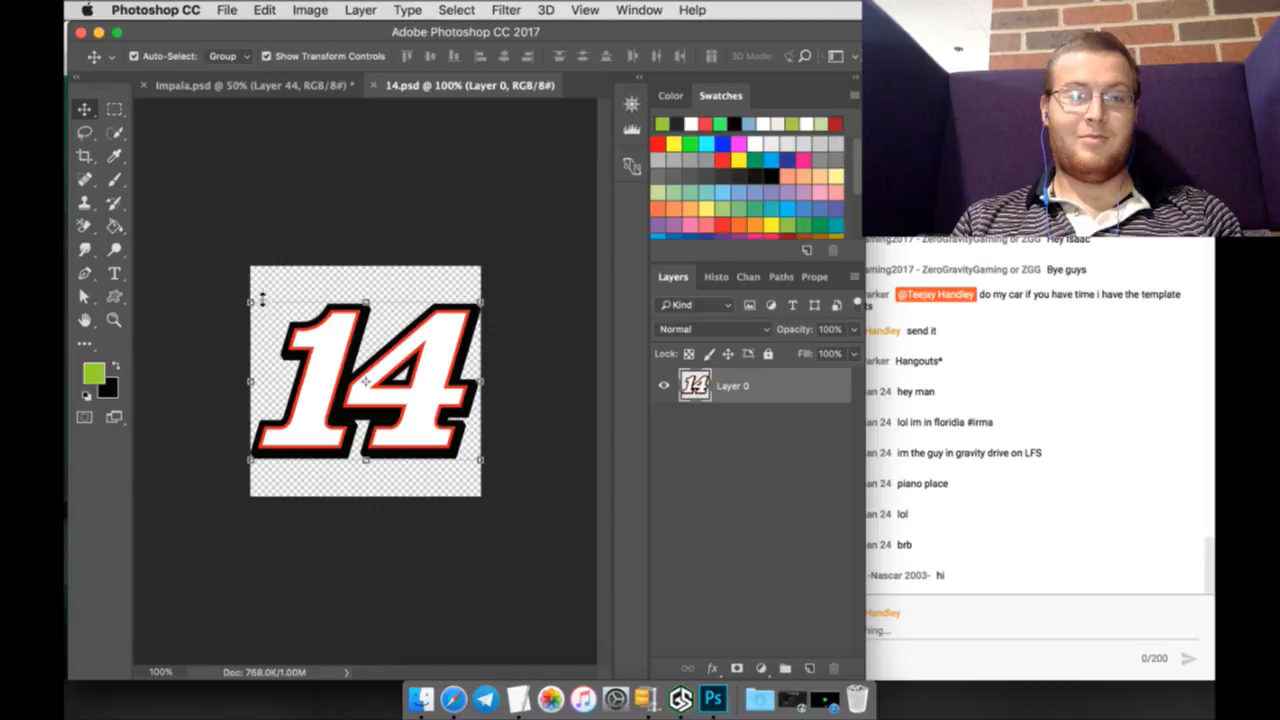 Photoshop CC File Edit Image Layer Type Select Filter 3D View Window Help
Adobe Photoshop CC 2017
Auto-Select: Group Show Transform Controls 3D Mode:
Impala.psd @ 50% (Layer 44, RGB/8#) * 14.psd @ 100% (Layer 0, RGB/8#)
Color Swatches
14
Layers Histo Chan Paths Prope
Kind
Normal Opacity: 100%
Lock: Fill: 100%
Layer 0
fx
100% Doc: 768.0K/1.00M
Hey Isaac
aming2017 - ZeroGravityGaming or ZGG Bye guys
arker @Teejay Handley do my car if you have time i have the template
ts
Handley send it
arker Hangouts*
an 24 hey man
an 24 lol im in floridia #irma
an 24 im the guy in gravity drive on LFS
an 24 piano place
an 24 lol
an 24 brb
-Nascar 2003- hi
Handley
hing...
0/200
Ps